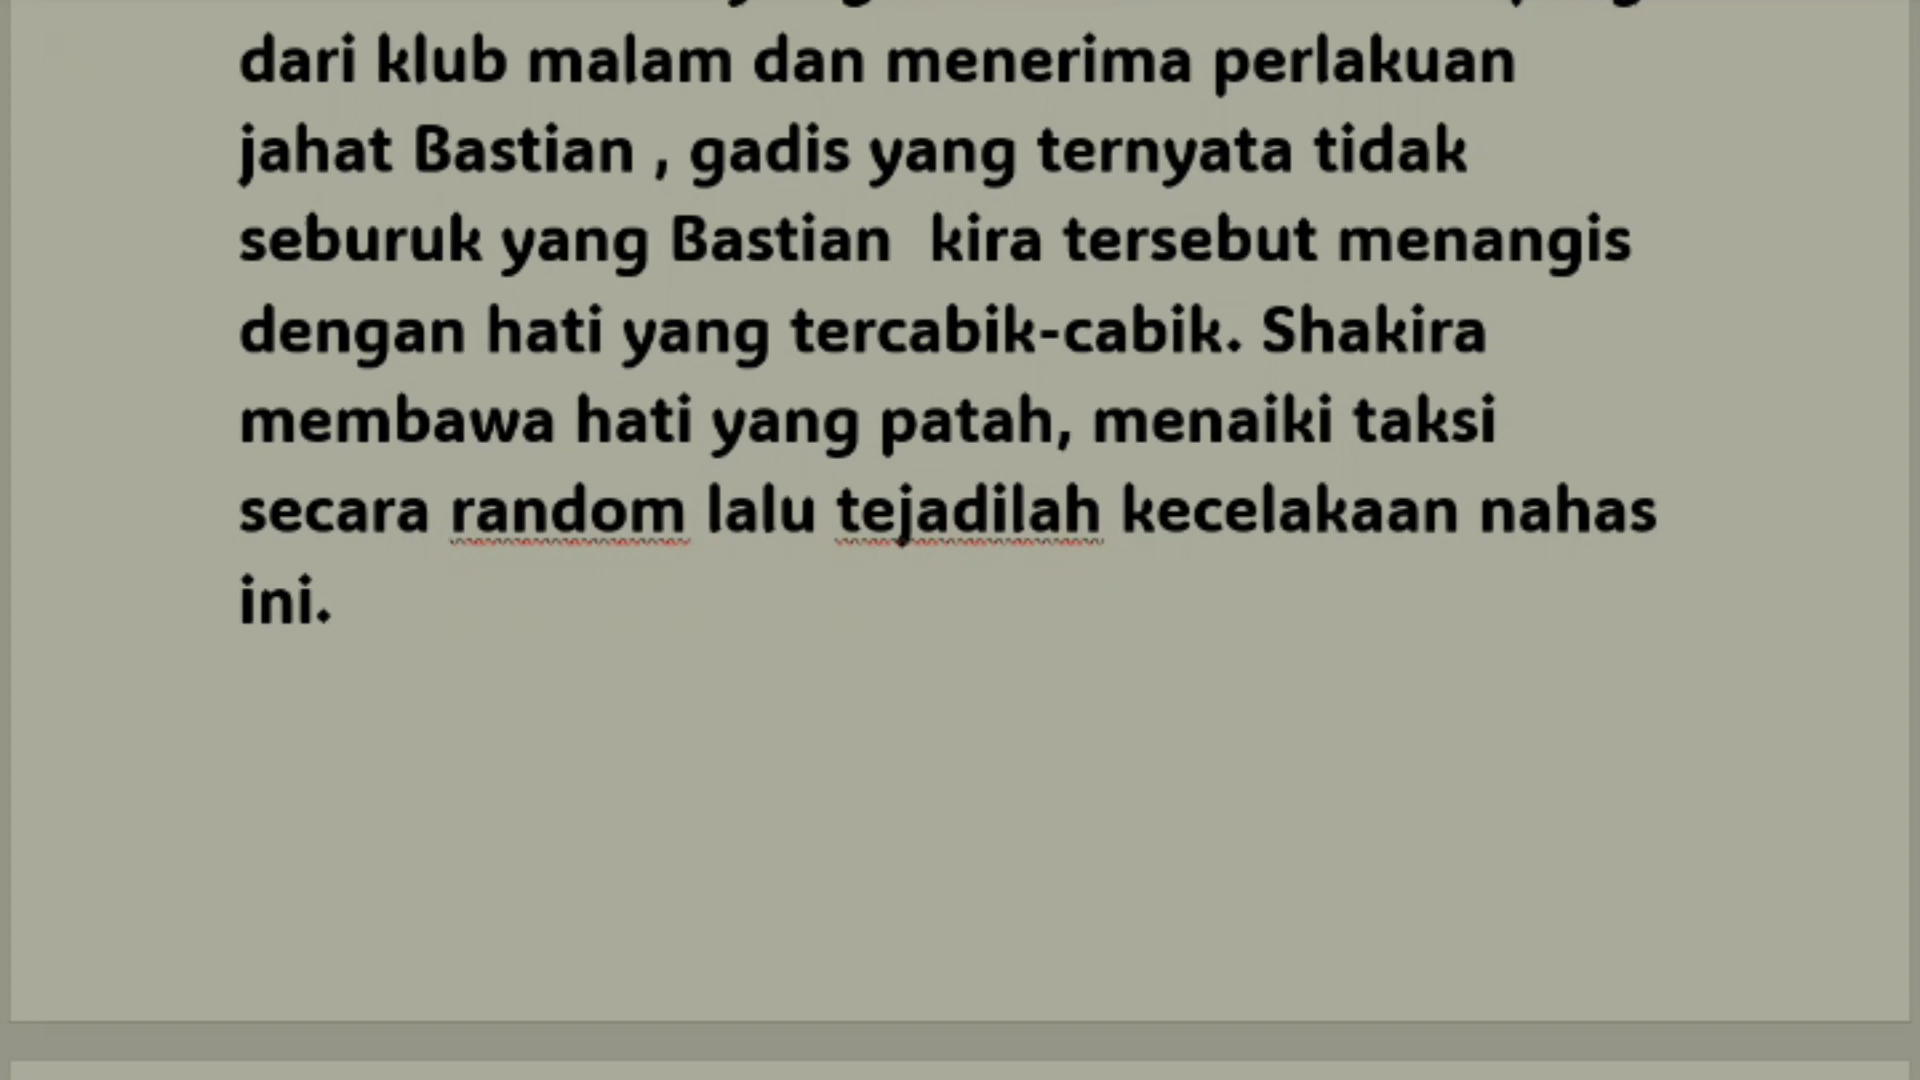 dari klub malam dan menerima perlakuan
jahat Bastian , gadis yang ternyata tidak
seburuk yang Bastian  kira tersebut menangis
dengan hati yang tercabik-cabik. Shakira
membawa hati yang patah, menaiki taksi
secara random lalu tejadilah kecelakaan nahas
ini.